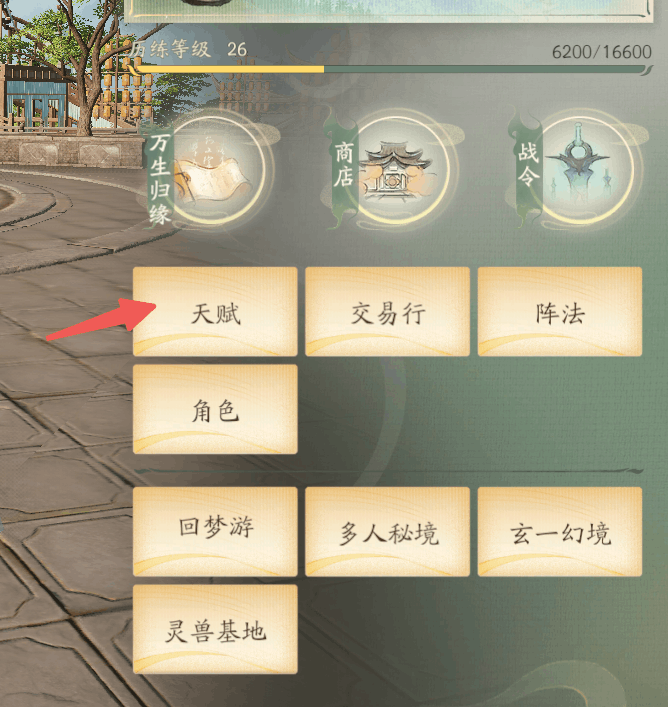 历练等级 26
6200/16600
万生归缘
商店
战令
天赋
交易行
阵法
角色
回梦游
多人秘境
玄一幻境
灵兽基地